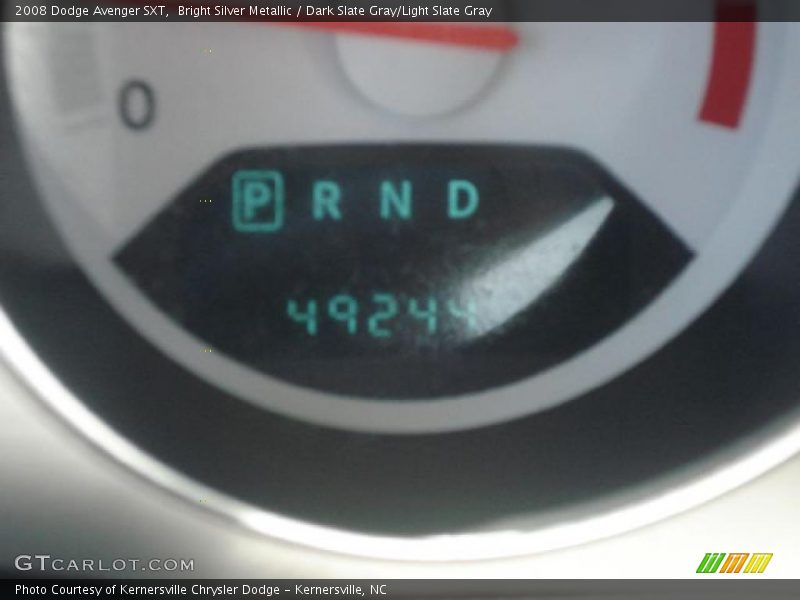 2008 Dodge Avenger SXT,  Bright Silver Metallic / Dark Slate Gray/Light Slate Gray
0
P R N D
49244
GTCARLOT.COM
Photo Courtesy of Kernersville Chrysler Dodge – Kernersville, NC